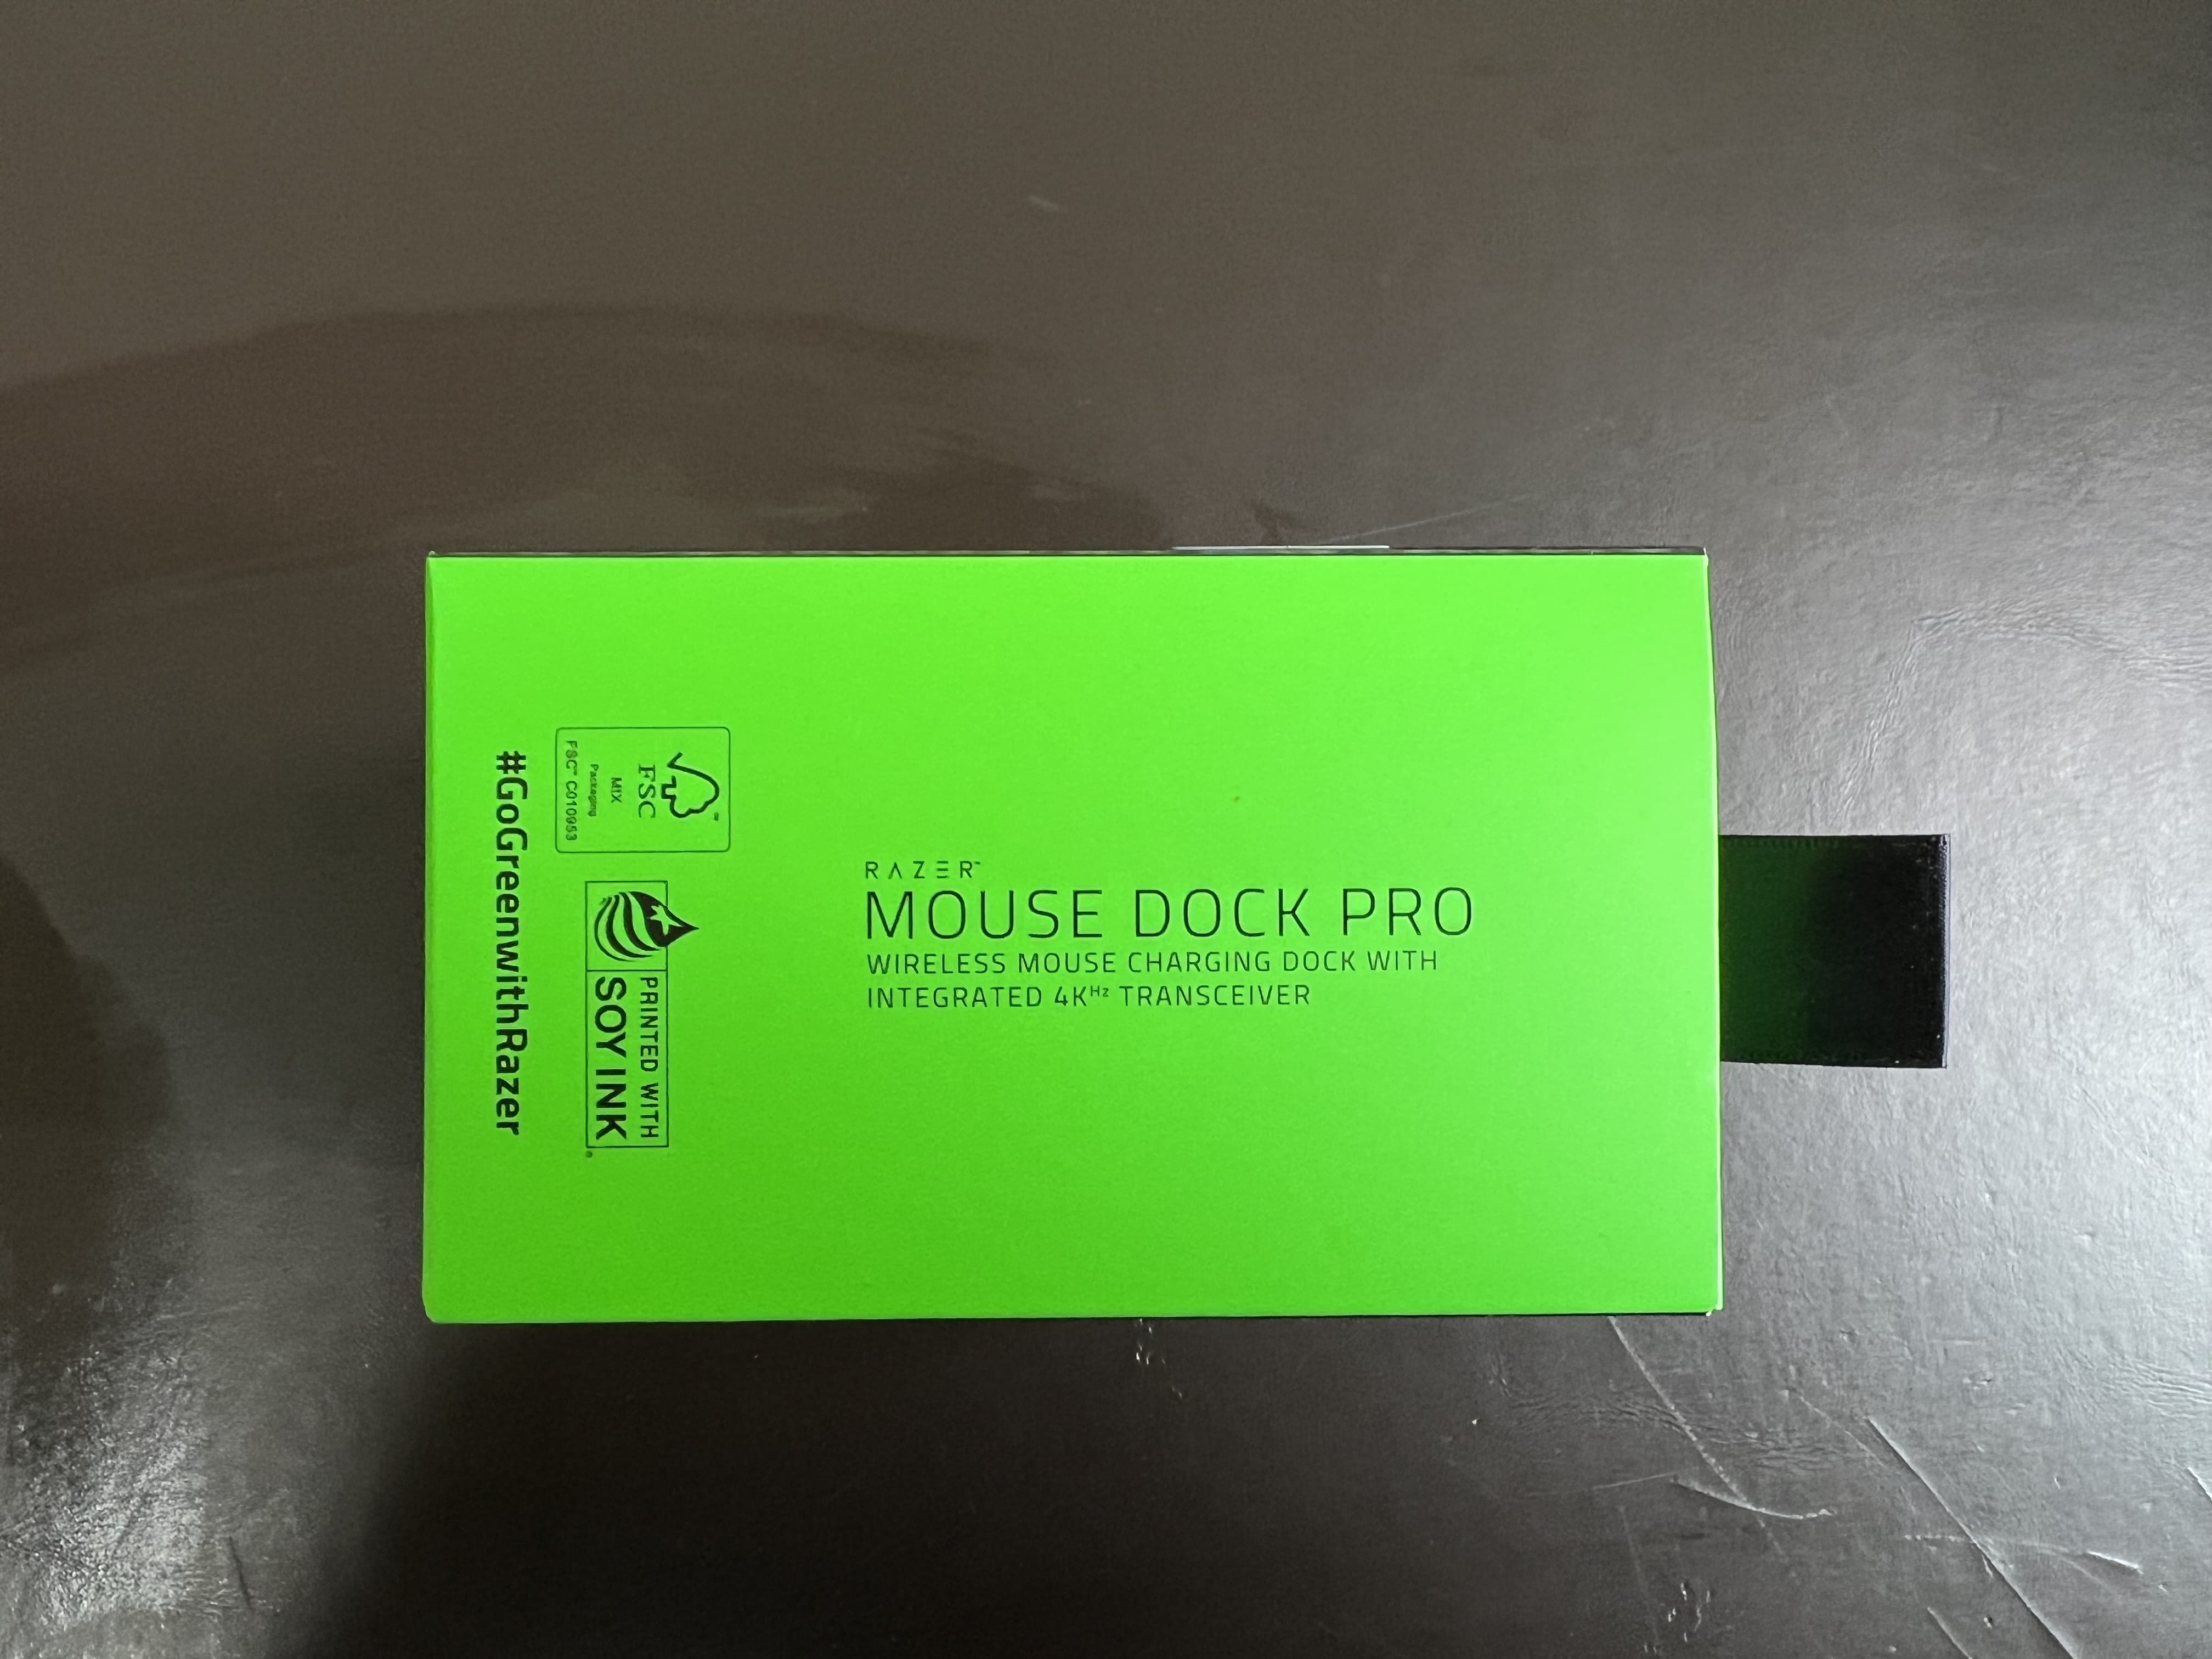 RAZER™
MOUSE DOCK PRO
WIRELESS MOUSE CHARGING DOCK WITH
INTEGRATED 4KHz TRANSCEIVER
™
FSC
MIX
Packaging
FSC™ C010953
PRINTED WITH
SOY INK®
#GoGreenwithRazer